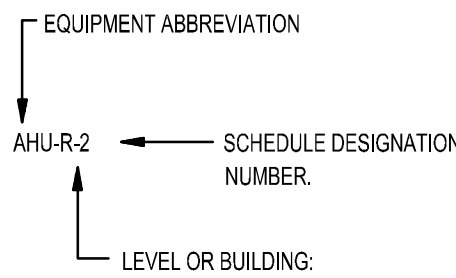 EQUIPMENT ABBREVIATION
AHU-R-2
SCHEDULE DESIGNATION
NUMBER.
LEVEL OR BUILDING: